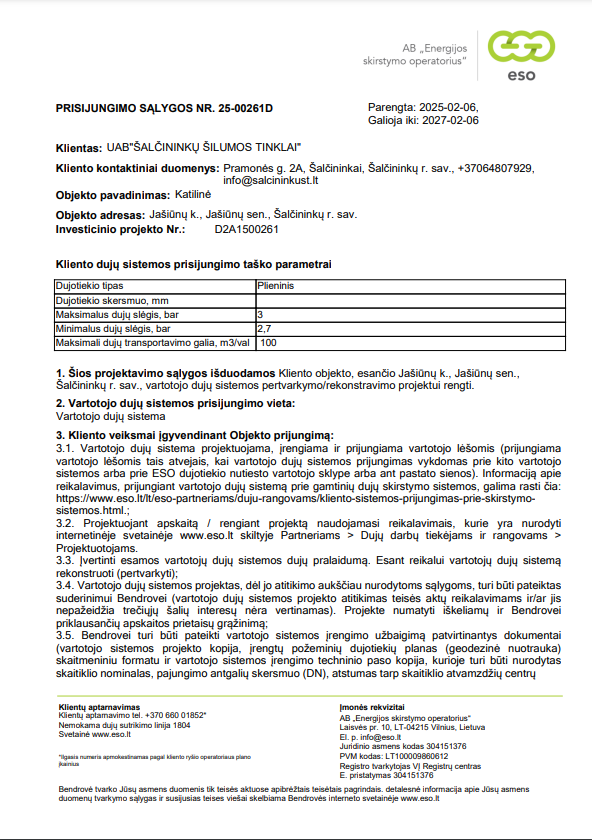 AB „Energijos
skirstymo operatorius“
eso
PRISIJUNGIMO SĄLYGOS NR. 25-00261D
Parengta: 2025-02-06,
Galioja iki: 2027-02-06
Klientas: UAB"ŠALČININKŲ ŠILUMOS TINKLAI"
Kliento kontaktiniai duomenys: Pramonės g. 2A, Šalčininkai, Šalčininkų r. sav., +37064807929,
info@salcininkust.lt
Objekto pavadinimas: Katilinė
Objekto adresas: Jašiūnų k., Jašiūnų sen., Šalčininkų r. sav.
Investicinio projekto Nr.: D2A1500261
Kliento dujų sistemos prisijungimo taško parametrai
Dujotiekio tipas Plieninis
Dujotiekio skersmuo, mm
Maksimalus dujų slėgis, bar 3
Minimalus dujų slėgis, bar 2,7
Maksimali dujų transportavimo galia, m3/val 100
1. Šios projektavimo sąlygos išduodamos Kliento objekto, esančio Jašiūnų k., Jašiūnų sen.,
Šalčininkų r. sav., vartotojo dujų sistemos pertvarkymo/rekonstravimo projektui rengti.
2. Vartotojo dujų sistemos prisijungimo vieta:
Vartotojo dujų sistema
3. Kliento veiksmai įgyvendinant Objekto prijungimą:
3.1. Vartotojo dujų sistema projektuojama, įrengiama ir prijungiama vartotojo lėšomis (prijungiama
vartotojo lėšomis tais atvejais, kai vartotojo dujų sistemos prijungimas vykdomas prie kito vartotojo
sistemos arba prie ESO dujotiekio nutiesto vartotojo sklype arba ant pastato sienos). Informaciją apie
reikalavimus, prijungiant vartotojo dujų sistemą prie gamtinių dujų skirstymo sistemos, galima rasti čia:
https://www.eso.lt/lt/eso-partneriams/duju-rangovams/kliento-sistemos-prijungimas-prie-skirstymo-
sistemos.html.;
3.2. Projektuojant apskaitą / rengiant projektą naudojamasi reikalavimais, kurie yra nurodyti
internetinėje svetainėje www.eso.lt skiltyje Partneriams > Dujų darbų tiekėjams ir rangovams >
Projektuotojams.
3.3. Įvertinti esamos vartotojų dujų sistemos dujų pralaidumą. Esant reikalui vartotojų dujų sistemą
rekonstruoti (pertvarkyti);
3.4. Vartotojo dujų sistemos projektas, dėl jo atitikimo aukščiau nurodytoms sąlygoms, turi būti pateiktas
suderinimui Bendrovei (vartotojo dujų sistemos projekto atitikimas teisės aktų reikalavimams ir/ar jis
nepažeidžia trečiųjų šalių interesų nėra vertinamas). Projekte numatyti iškeliamų ir Bendrovei
priklausančių apskaitos prietaisų grąžinimą;
3.5. Bendrovei turi būti pateikti vartotojo sistemos įrengimo užbaigimą patvirtinantys dokumentai
(vartotojo sistemos projekto kopija, įrengtų požeminių dujotiekių planas (geodezinė nuotrauka)
skaitmeniniu formatu ir vartotojo sistemos įrengimo techninio paso kopija, kurioje turi būti nurodytas
skaitiklio nominalas, pajungimo antgalių skersmuo (DN), atstumas tarp skaitiklio atvamzdžių centrų
Klientų aptarnavimas
Klientų aptarnavimo tel. +370 660 01852*
Nemokama dujų sutrikimo linija 1804
Svetainė www.eso.lt
*Ilgasis numeris apmokestinamas pagal kliento ryšio operatoriaus plano
įkainius
Įmonės rekvizitai
AB „Energijos skirstymo operatorius“
Laisvės pr. 10, LT-04215 Vilnius, Lietuva
El. p. info@eso.lt
Juridinio asmens kodas 304151376
PVM kodas: LT100009860612
Registro tvarkytojas VĮ Registrų centras
E. pristatymas 304151376
Bendrovė tvarko Jūsų asmens duomenis tik teisės aktuose apibrėžtais teisėtais pagrindais. detalesnė informacija apie Jūsų asmens
duomenų tvarkymo sąlygas ir susijusias teises viešai skelbiama Bendrovės interneto svetainėje www.eso.lt